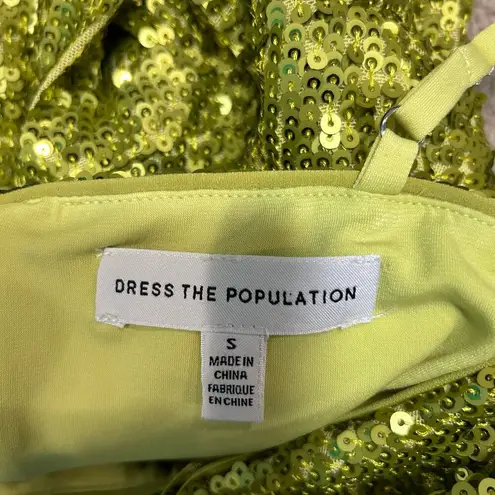 DRESS THE POPULATION
S
MADE IN
CHINA
FABRIQUE
EN CHINE